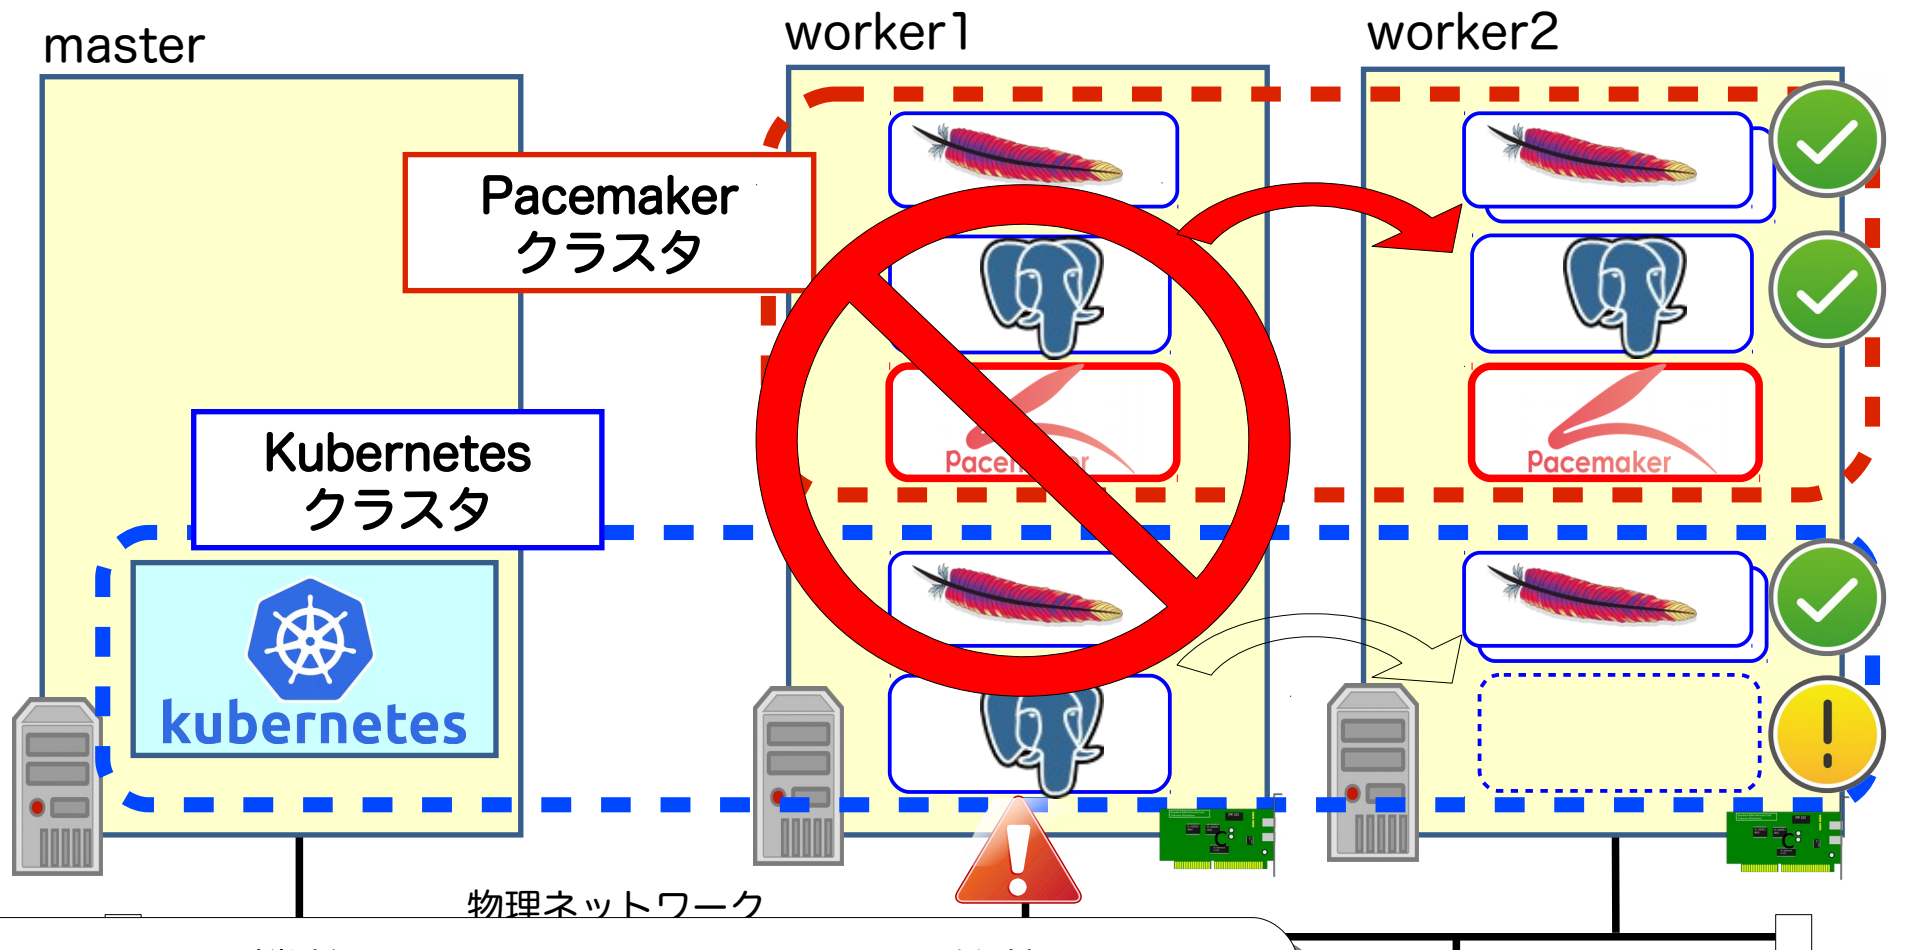 master
worker1
worker2
Pacemaker
クラスタ
Pacemaker
Kubernetes
クラスタ
kubernetes
物理ネットワーク